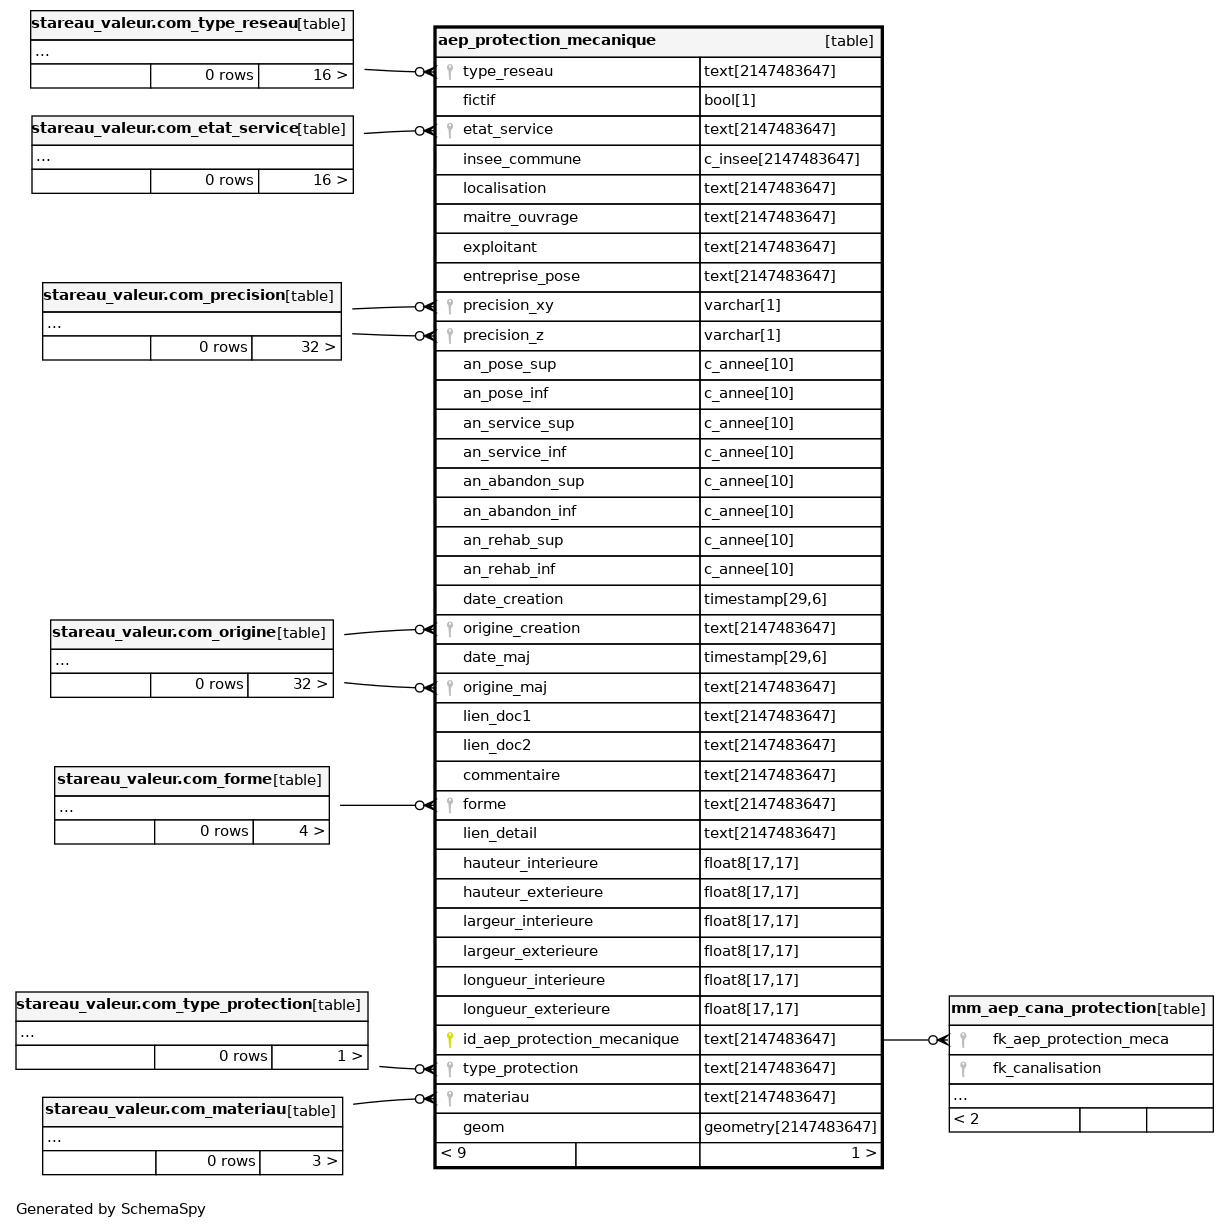 stareau_valeur.com_type_reseau [table]
...
0 rows 16 >
stareau_valeur.com_etat_service [table]
...
0 rows 16 >
stareau_valeur.com_precision [table]
...
0 rows 32 >
stareau_valeur.com_origine [table]
...
0 rows 32 >
stareau_valeur.com_forme [table]
...
0 rows 4 >
stareau_valeur.com_type_protection [table]
...
0 rows 1 >
stareau_valeur.com_materiau [table]
...
0 rows 3 >
aep_protection_mecanique [table]
type_reseau text[2147483647]
fictif bool[1]
etat_service text[2147483647]
insee_commune c_insee[2147483647]
localisation text[2147483647]
maitre_ouvrage text[2147483647]
exploitant text[2147483647]
entreprise_pose text[2147483647]
precision_xy varchar[1]
precision_z varchar[1]
an_pose_sup c_annee[10]
an_pose_inf c_annee[10]
an_service_sup c_annee[10]
an_service_inf c_annee[10]
an_abandon_sup c_annee[10]
an_abandon_inf c_annee[10]
an_rehab_sup c_annee[10]
an_rehab_inf c_annee[10]
date_creation timestamp[29,6]
origine_creation text[2147483647]
date_maj timestamp[29,6]
origine_maj text[2147483647]
lien_doc1 text[2147483647]
lien_doc2 text[2147483647]
commentaire text[2147483647]
forme text[2147483647]
lien_detail text[2147483647]
hauteur_interieure float8[17,17]
hauteur_exterieure float8[17,17]
largeur_interieure float8[17,17]
largeur_exterieure float8[17,17]
longueur_interieure float8[17,17]
longueur_exterieure float8[17,17]
id_aep_protection_mecanique text[2147483647]
type_protection text[2147483647]
materiau text[2147483647]
geom geometry[2147483647]
< 9 1 >
mm_aep_cana_protection [table]
fk_aep_protection_meca
fk_canalisation
...
< 2
Generated by SchemaSpy